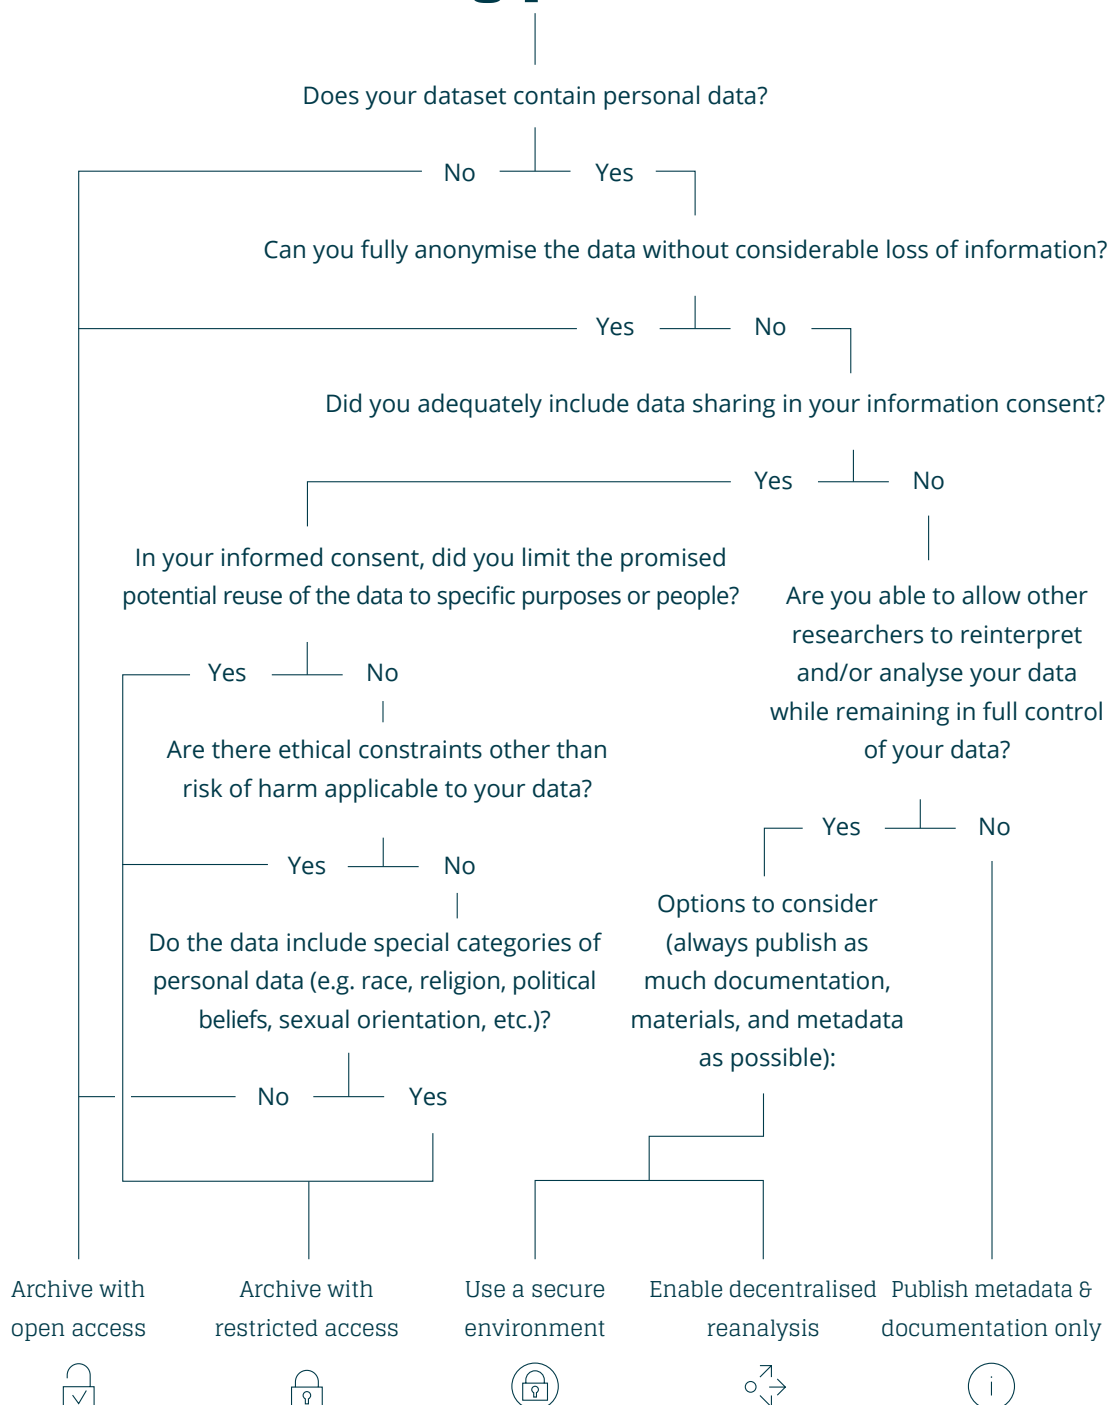 Does your dataset contain personal data?
No
Yes
Can you fully anonymise the data without considerable loss of information?
Yes
No
Did you adequately include data sharing in your information consent?
Yes
No
In your informed consent, did you limit the promised
potential reuse of the data to specific purposes or people?
Yes
No
Are there ethical constraints other than
risk of harm applicable to your data?
Yes
No
Do the data include special categories of
personal data (e.g. race, religion, political
beliefs, sexual orientation, etc.)?
No
Yes
Are you able to allow other
researchers to reinterpret
and/or analyse your data
while remaining in full control
of your data?
Yes
No
Options to consider
(always publish as
much documentation,
materials, and metadata
as possible):
Archive with
open access
Archive with
restricted access
Use a secure
environment
Enable decentralised
reanalysis
Publish metadata &
documentation only
i